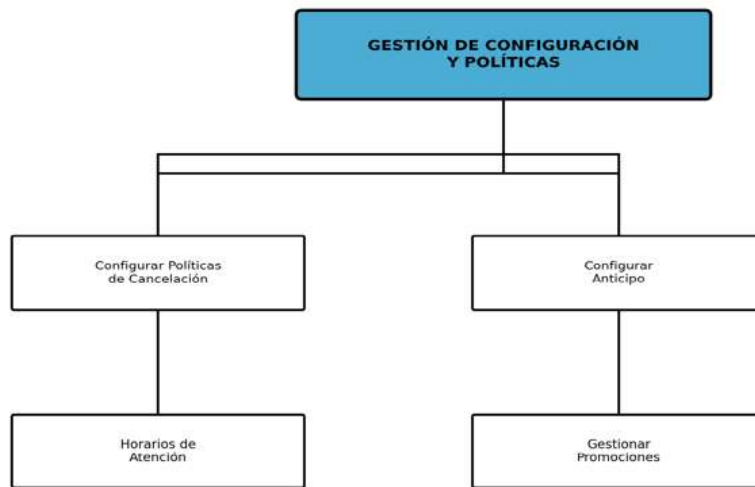 GESTIÓN DE CONFIGURACIÓN
Y POLÍTICAS
Configurar Políticas
de Cancelación
Configurar
Anticipo
Horarios de
Atención
Gestionar
Promociones